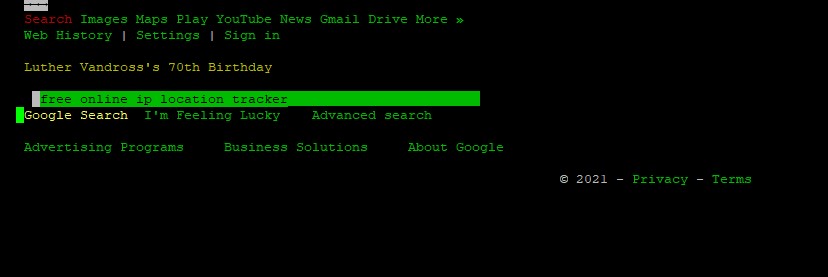 Search Images Maps Play YouTube News Gmail Drive More »
Web History | Settings | Sign in
Luther Vandross's 70th Birthday
free online ip location tracker
Google Search I'm Feeling Lucky Advanced search
Advertising Programs Business Solutions About Google
© 2021 - Privacy - Terms